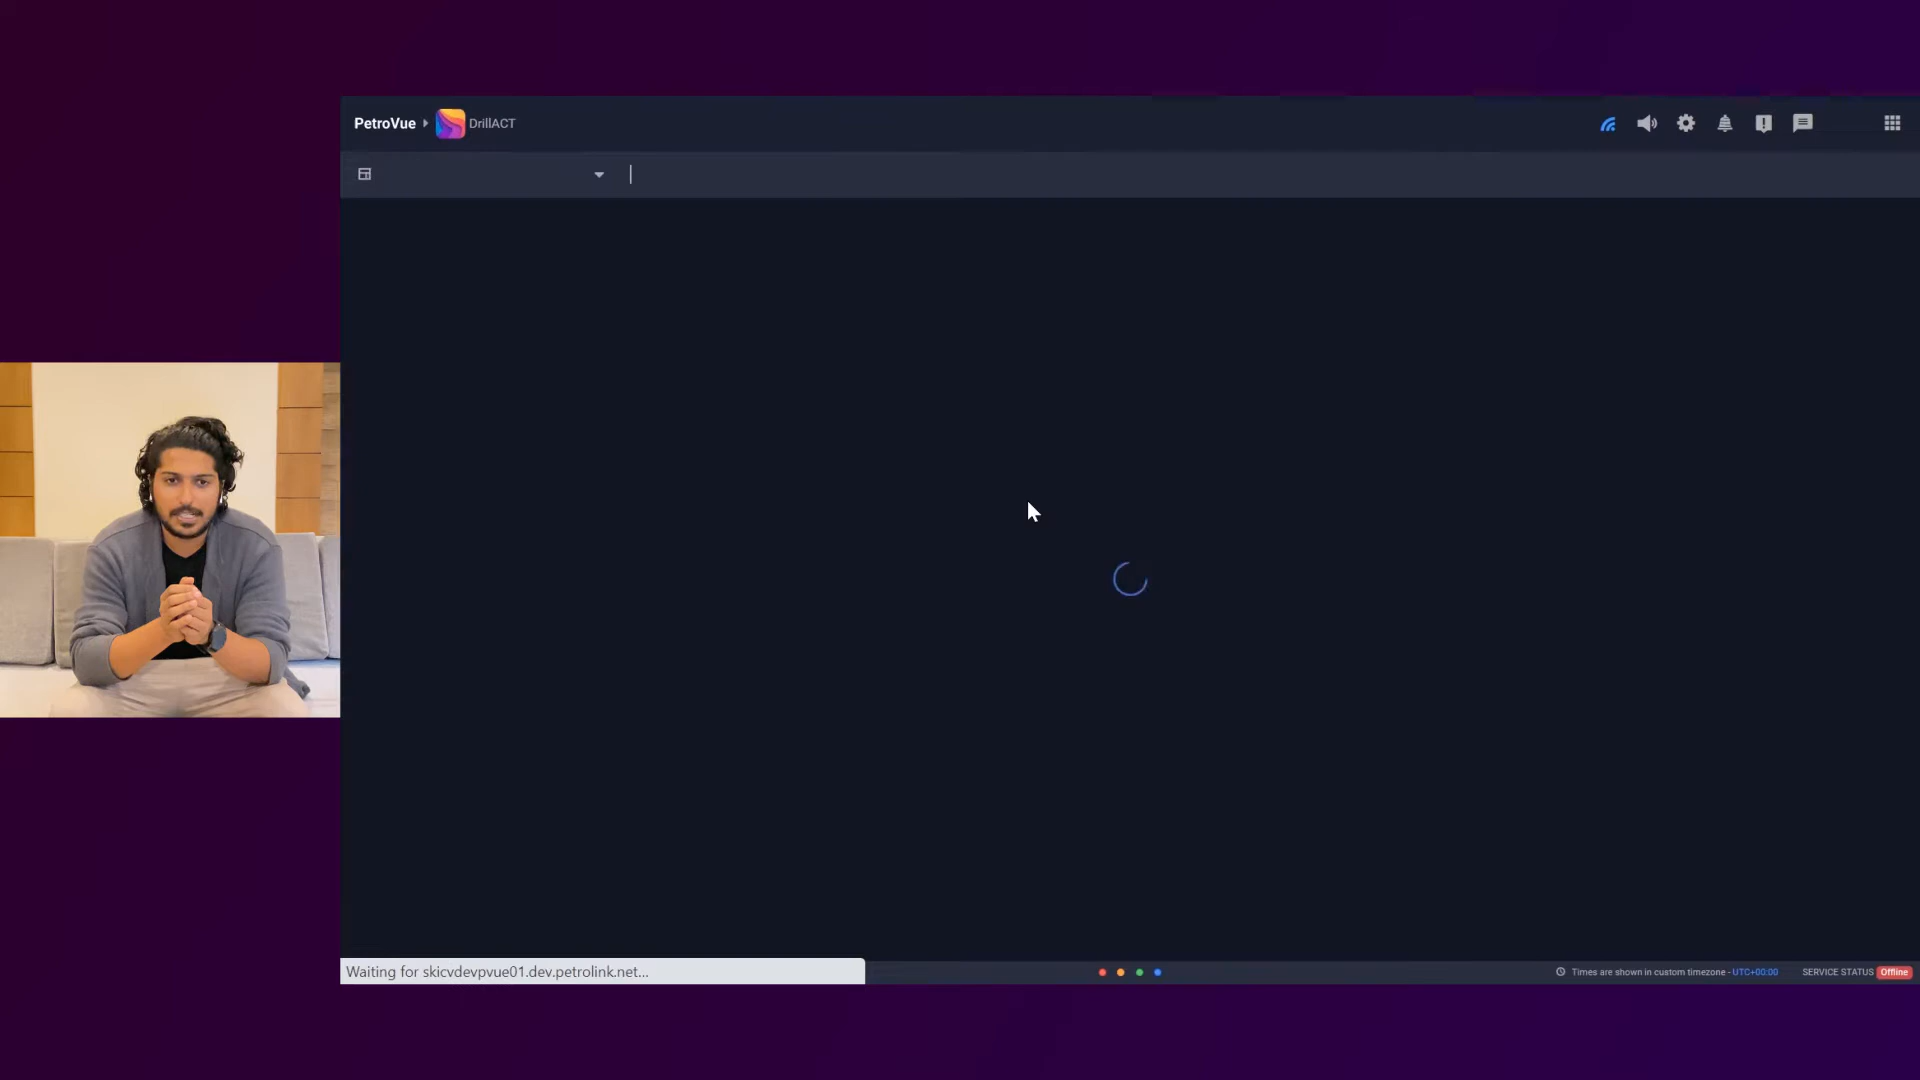 PetroVue
DrillACT
Waiting for skicvdevpvue01.dev.petrolink.net...
Times are shown in custom timezone - UTC+00:00
SERVICE STATUS Offline